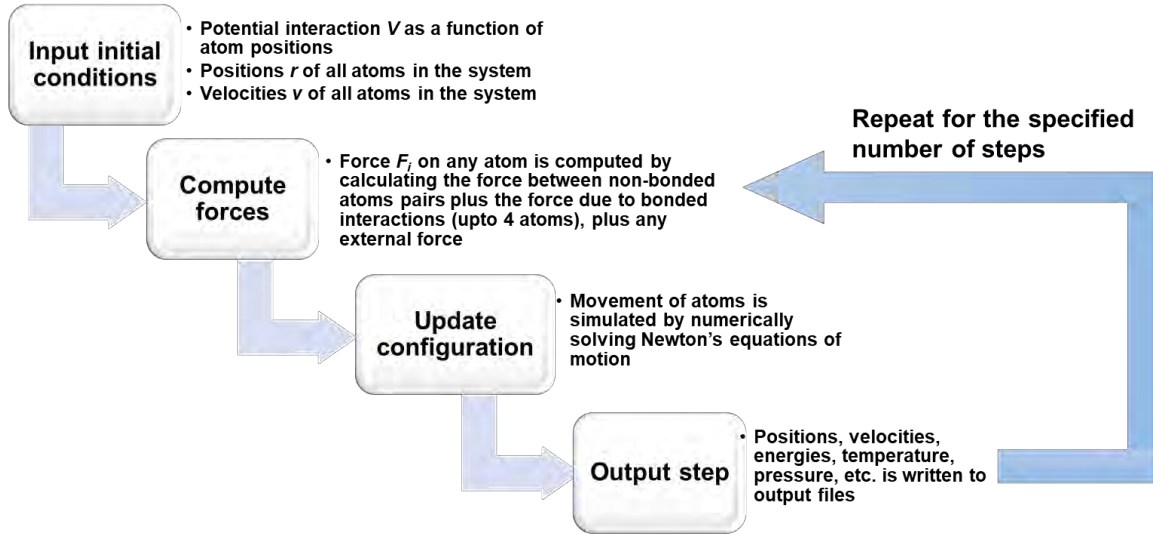 Input initial
conditions
• Potential interaction V as a function of
atom positions
• Positions r of all atoms in the system
• Velocities v of all atoms in the system
Repeat for the specified
number of steps
Compute
forces
• Force Fi on any atom is computed by
calculating the force between non-bonded
atoms pairs plus the force due to bonded
interactions (upto 4 atoms), plus any
external force
Update
configuration
• Movement of atoms is
simulated by numerically
solving Newton's equations of
motion
Output step
• Positions, velocities,
energies, temperature,
pressure, etc. is written to
output files